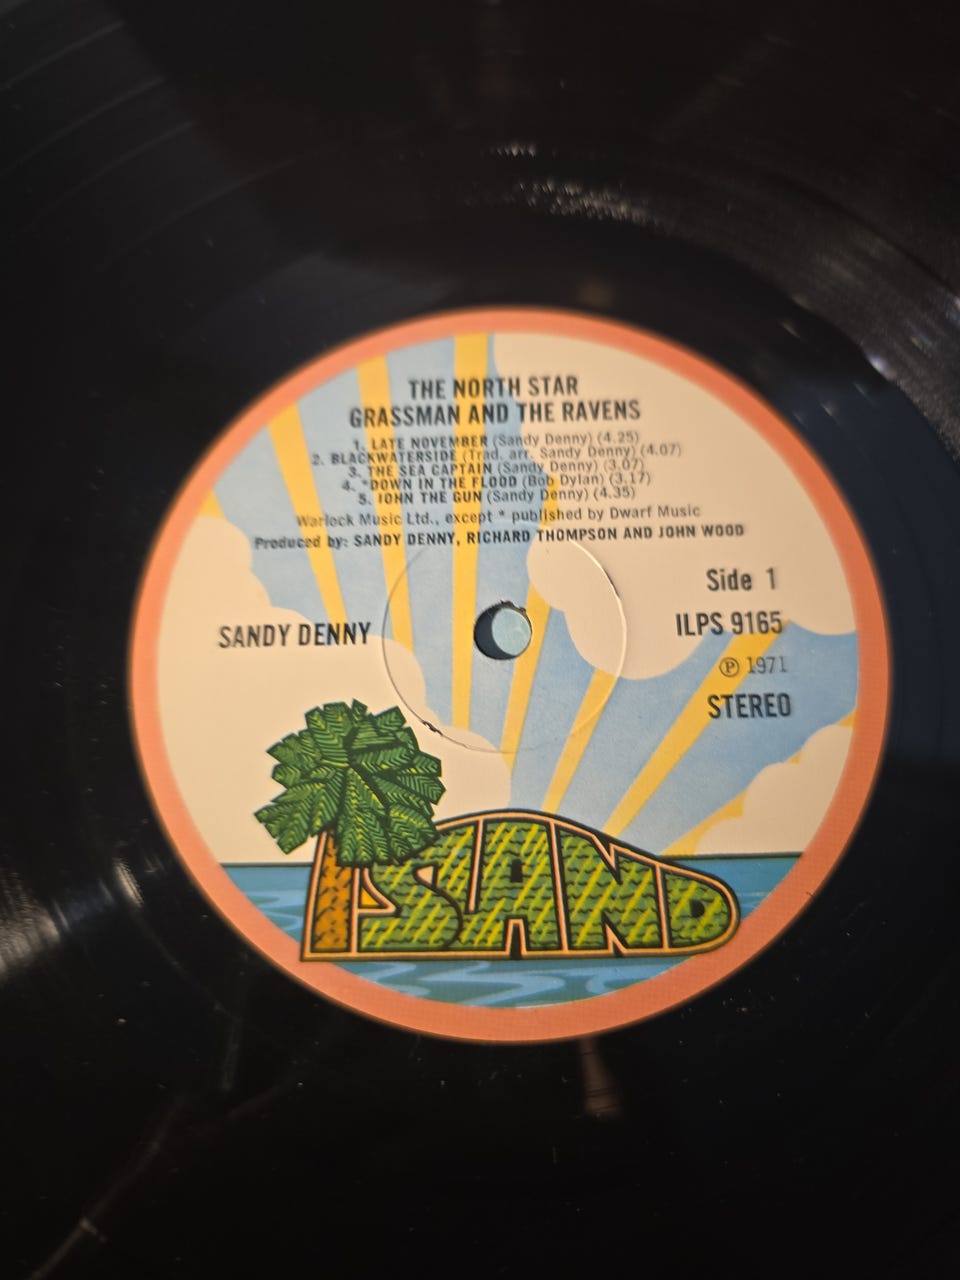 THE NORTH STAR
GRASSMAN AND THE RAVENS
1. LATE NOVEMBER (Sandy Denny) (4.25)
2. BLACKWATERSIDE (Trad. arr. Sandy Denny) (4.07)
3. THE SEA CAPTAIN (Sandy Denny) (3.07)
4. *DOWN IN THE FLOOD (Bob Dylan) (3.17)
5. JOHN THE GUN (Sandy Denny) (4.35)
Warlock Music Ltd., except * published by Dwarf Music
Produced by: SANDY DENNY, RICHARD THOMPSON AND JOHN WOOD
Side 1
SANDY DENNY
ILPS 9165
℗ 1971
STEREO
ISLAND